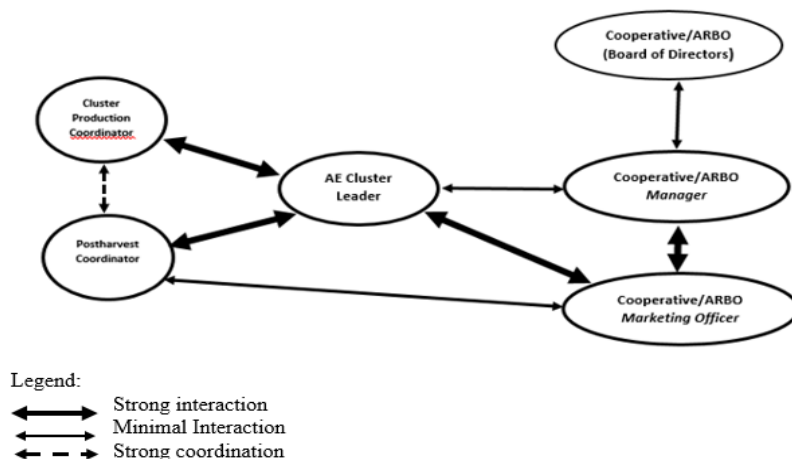 Cooperative/ARBO
(Board of Directors)
Cluster
Production
Coordinator
AE Cluster
Leader
Cooperative/ARBO
Manager
Postharvest
Coordinator
Cooperative/ARBO
Marketing Officer
Legend:
Strong interaction
Minimal Interaction
Strong coordination